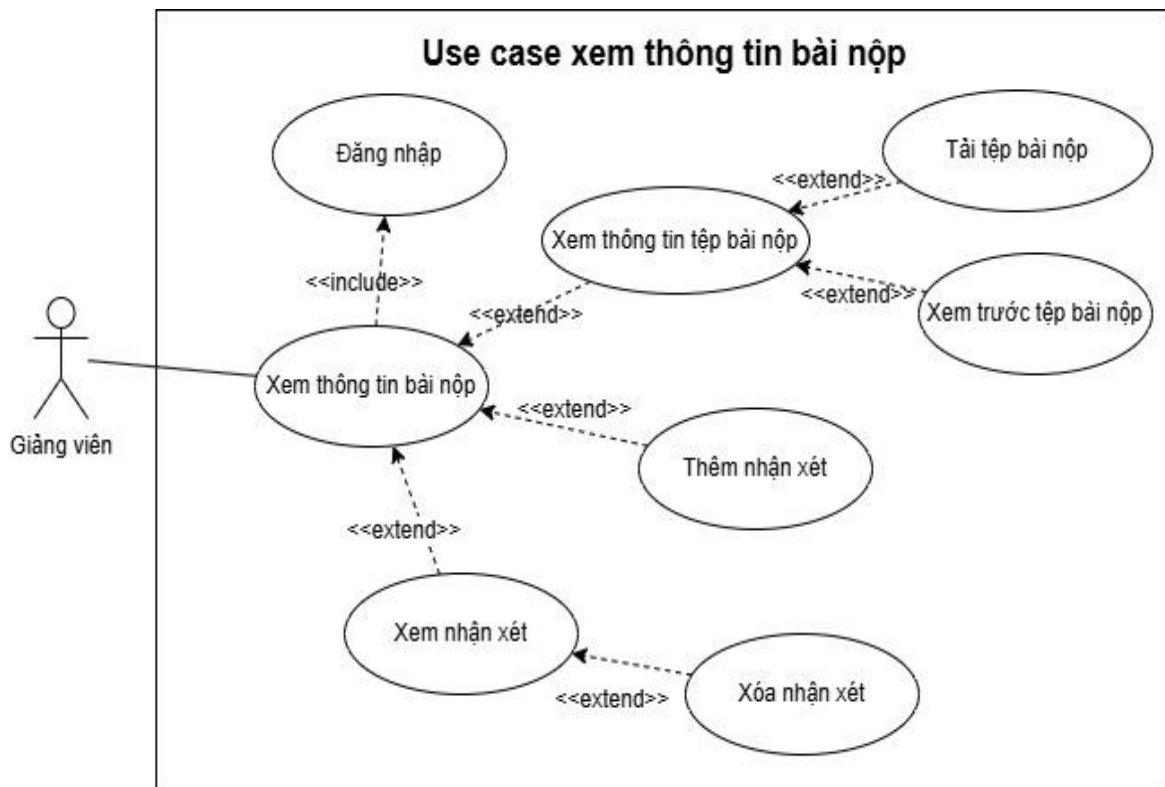 Use case xem thông tin bài nộp
Đăng nhập
Tải tệp bài nộp
<<extend>>
Xem thông tin tệp bài nộp
<<include>>
<<extend>>
<<extend>>
Xem trước tệp bài nộp
Xem thông tin bài nộp
Giảng viên
<<extend>>
Thêm nhận xét
<<extend>>
Xem nhận xét
<<extend>>
Xóa nhận xét